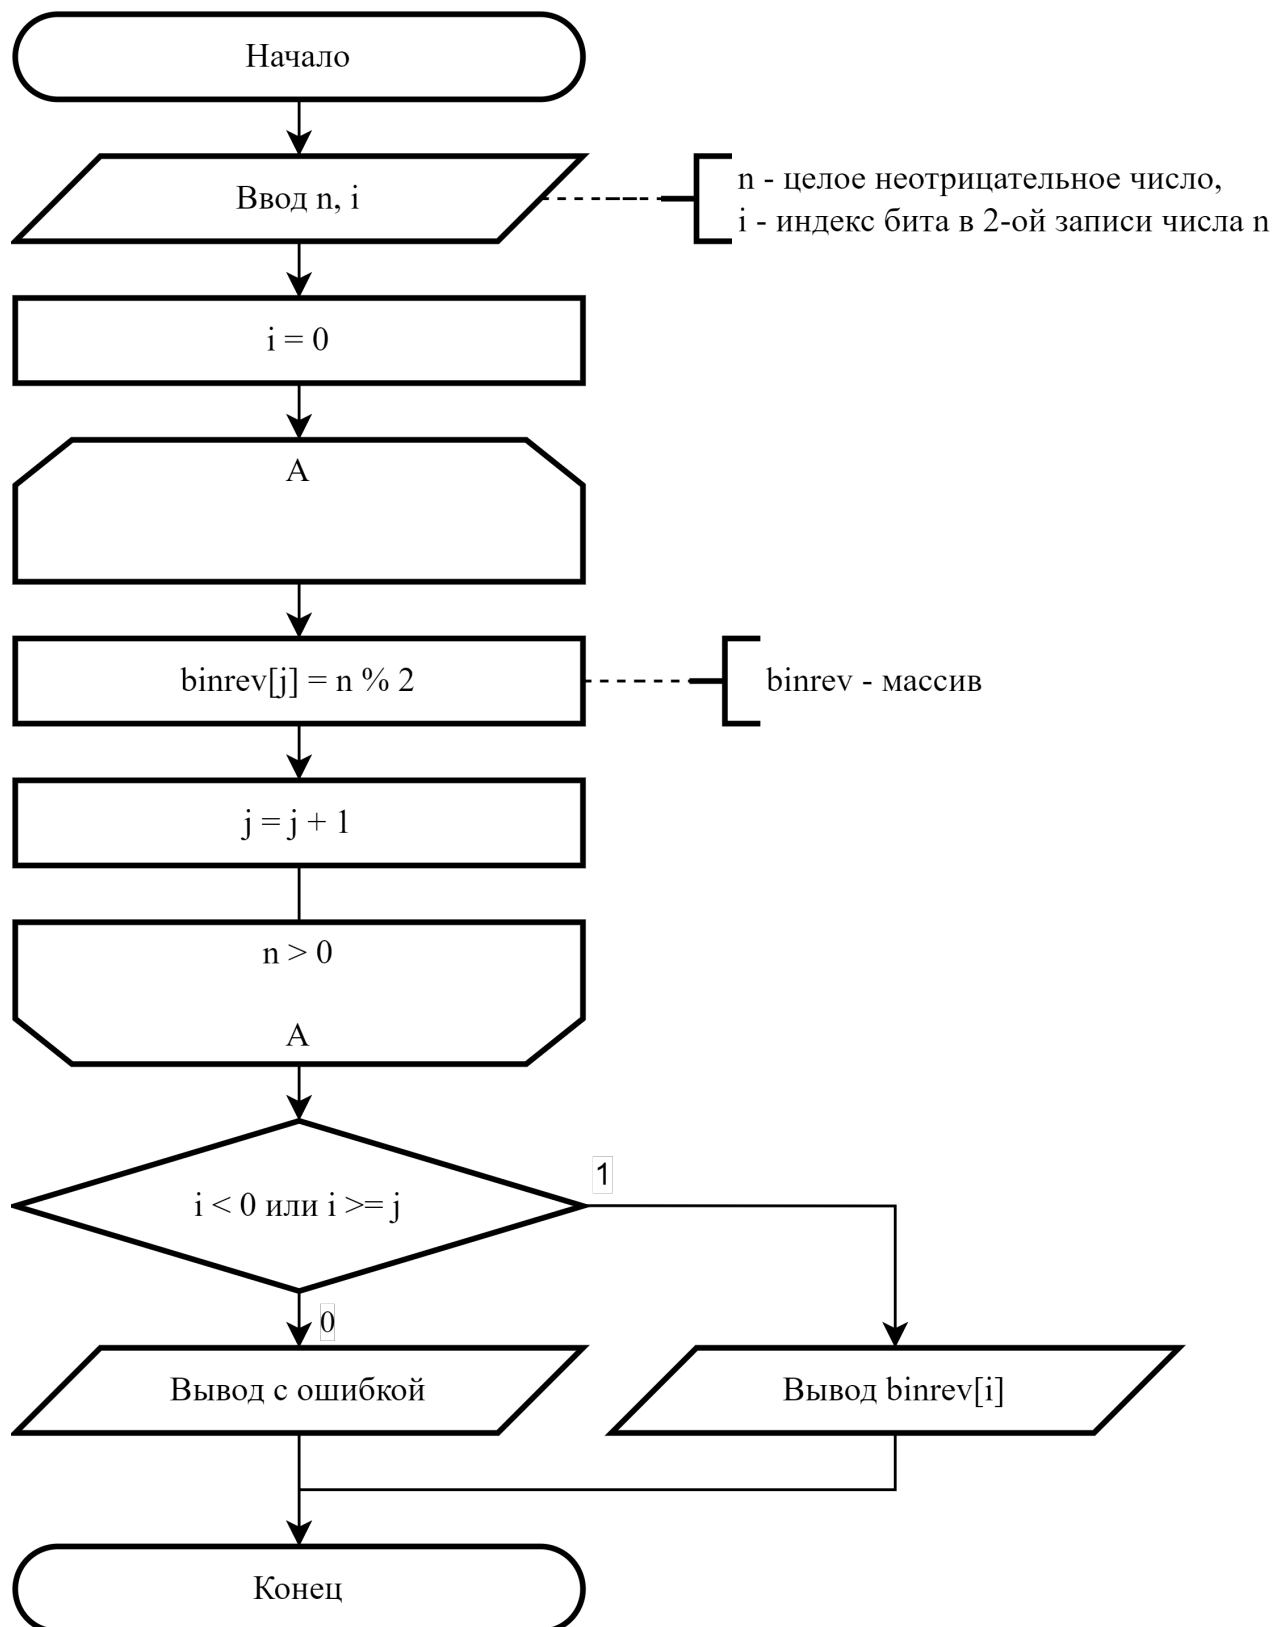 Начало
Ввод n, i
n - целое неотрицательное число,
i - индекс бита в 2-ой записи числа n
i = 0
A
binrev[j] = n % 2
binrev - массив
j = j + 1
n > 0
A
i < 0 или i >= j
1
0
Вывод с ошибкой
Вывод binrev[i]
Конец